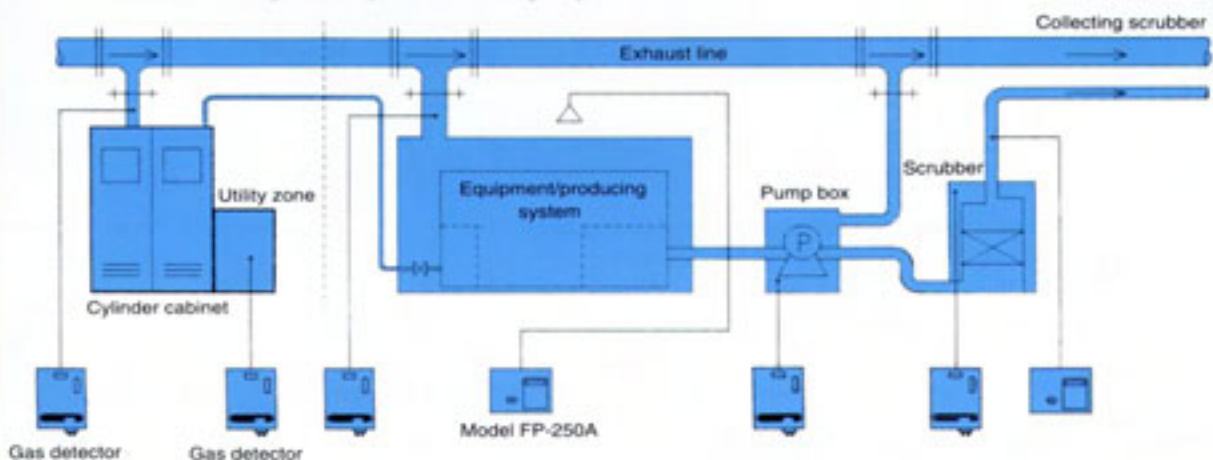 Collecting scrubber
Exhaust line
Scrubber
Equipment/producing
system
Pump box
Utility zone
P
Cylinder cabinet
Model FP-250A
Gas detector
Gas detector